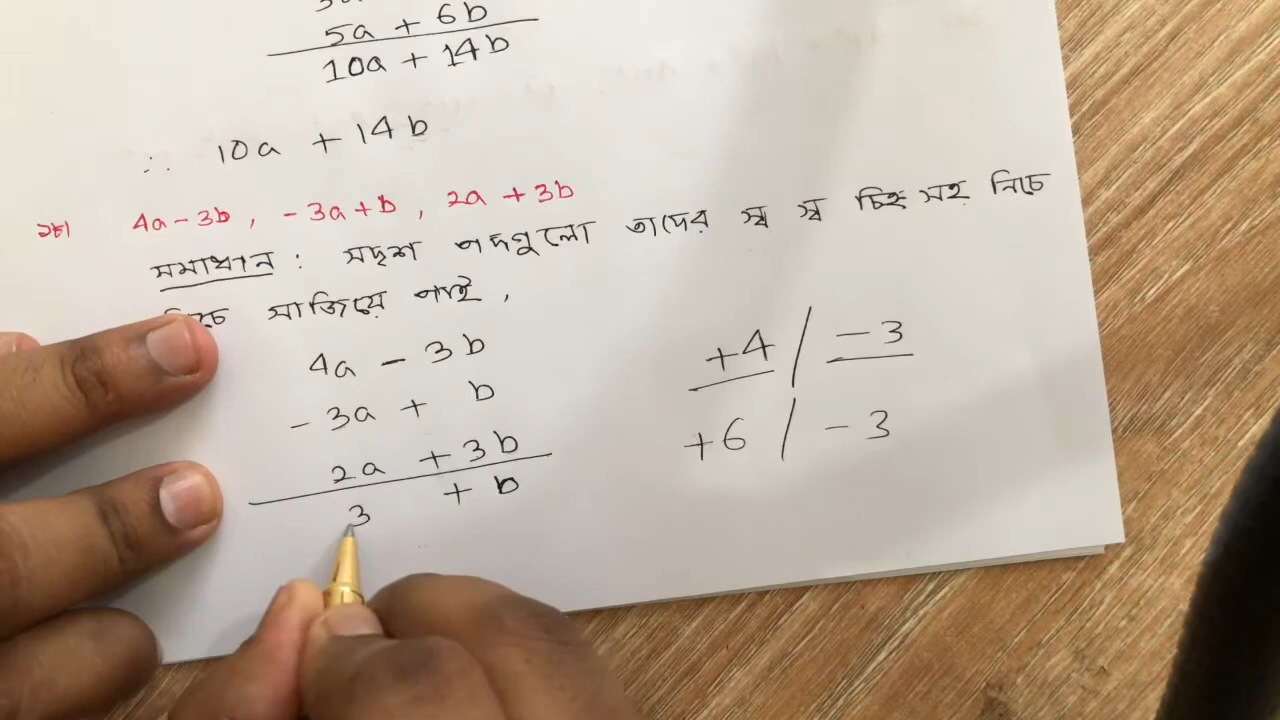 5a + 6b
10a + 14b
∴ 10a + 14b
২৮। 4a - 3b, - 3a + b, 2a + 3b
সমাধান : সদৃশ পদগুলো তাদের স্ব স্ব চিহ্ন সহ নিচে
নিচে সাজিয়ে পাই,
4a - 3b
- 3a + b
2a + 3b
3 + b
+4 / - 3
+6 / - 3